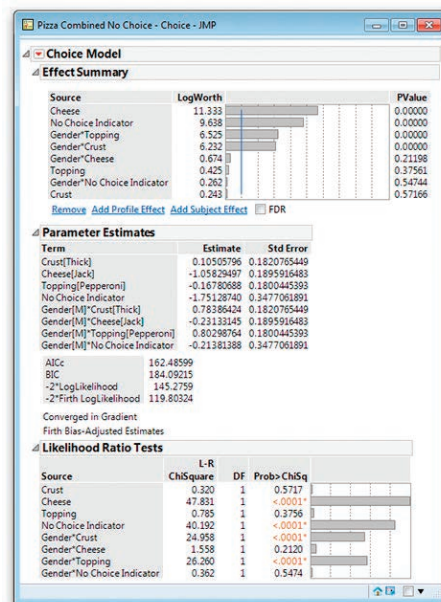 Pizza Combined No Choice - Choice - JMP
Choice Model
Effect Summary
Source LogWorth PValue
Cheese 11.333 0.00000
No Choice Indicator 9.638 0.00000
Gender*Topping 6.525 0.00000
Gender*Crust 6.232 0.00000
Gender*Cheese 0.674 0.21198
Topping 0.425 0.37561
Gender*No Choice Indicator 0.262 0.54744
Crust 0.243 0.57166
Remove Add Profile Effect Add Subject Effect FDR
Parameter Estimates
Term Estimate Std Error
Crust[Thick] 0.10505796 0.1820765449
Cheese[Jack] -1.05829497 0.1895916483
Topping[Pepperoni] -0.16780688 0.1800445393
No Choice Indicator -1.75128740 0.3477061891
Gender[M]*Crust[Thick] 0.78386424 0.1820765449
Gender[M]*Cheese[Jack] -0.23133145 0.1895916483
Gender[M]*Topping[Pepperoni] 0.80298764 0.1800445393
Gender[M]*No Choice Indicator -0.21381388 0.3477061891
AICc 162.48599
BIC 184.09215
-2*LogLikelihood 145.2759
-2*Firth LogLikelihood 119.80324
Converged in Gradient
Firth Bias-Adjusted Estimates
Likelihood Ratio Tests
L-R
Source ChiSquare DF Prob>ChiSq
Crust 0.320 1 0.5717
Cheese 47.831 1 <.0001*
Topping 0.785 1 0.3756
No Choice Indicator 40.192 1 <.0001*
Gender*Crust 24.958 1 <.0001*
Gender*Cheese 1.558 1 0.2120
Gender*Topping 26.260 1 <.0001*
Gender*No Choice Indicator 0.362 1 0.5474